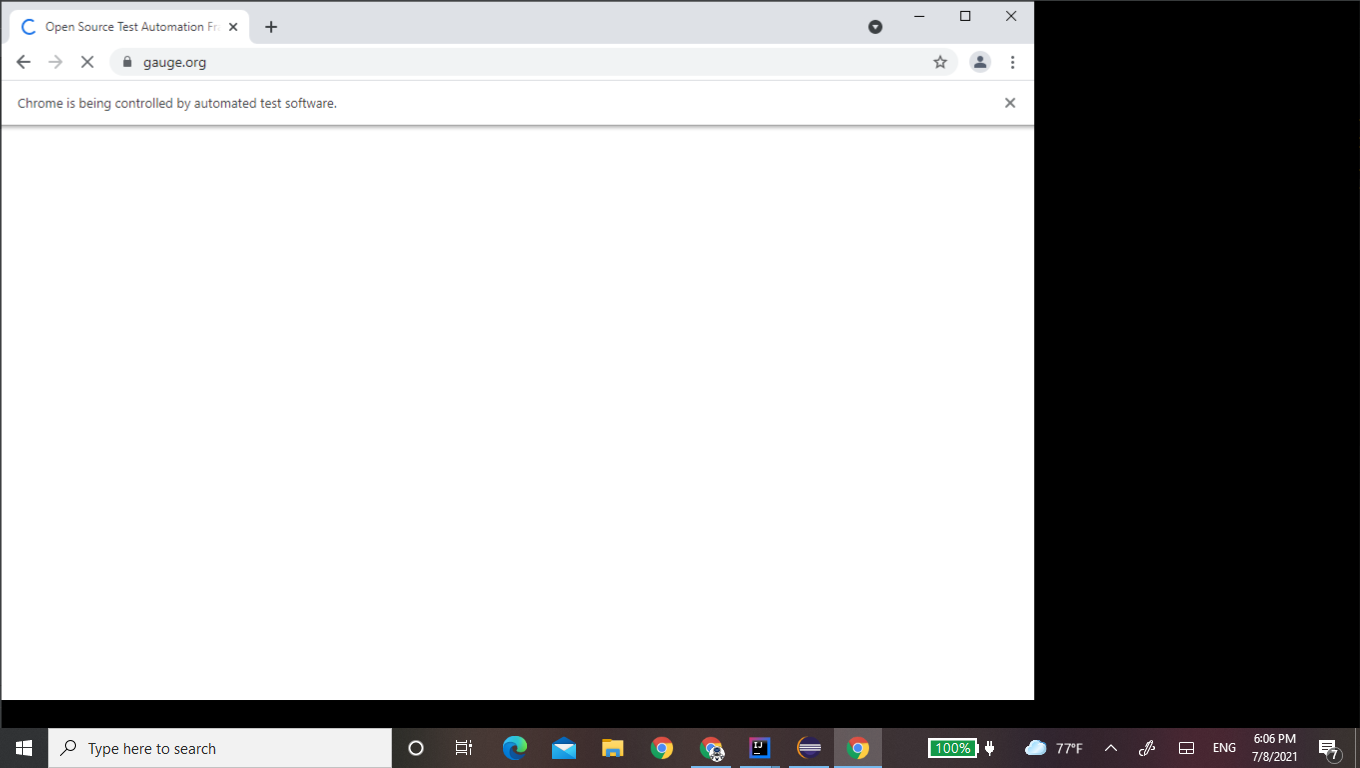 Open Source Test Automation Fr
gauge.org
Chrome is being controlled by automated test software.
Type here to search
IJ
100%
77°F
ENG
6:06 PM
7/8/2021
7